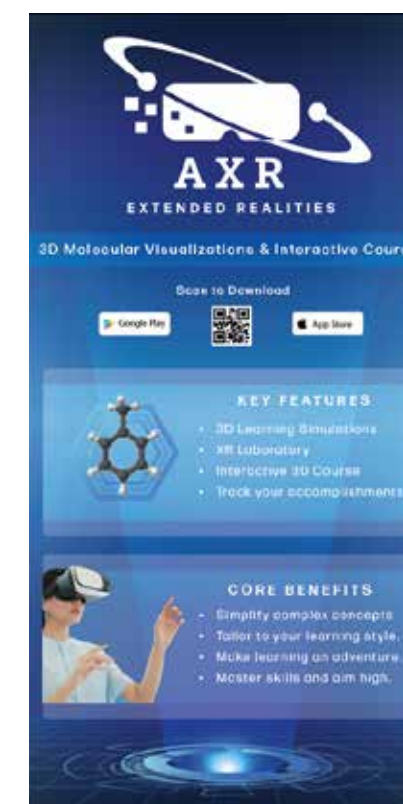 AXR
EXTENDED REALITIES
3D Molecular Visualizations & Interactive Cour
Scan to Download
Google Play
App Store
KEY FEATURES
• 3D Learning Simulations
• XR Laboratory
• Interactive 3D Course
• Track your accomplishments
CORE BENEFITS
• Simplify complex concepts
• Tailor to your learning style.
• Make learning an adventure.
• Master skills and aim high.